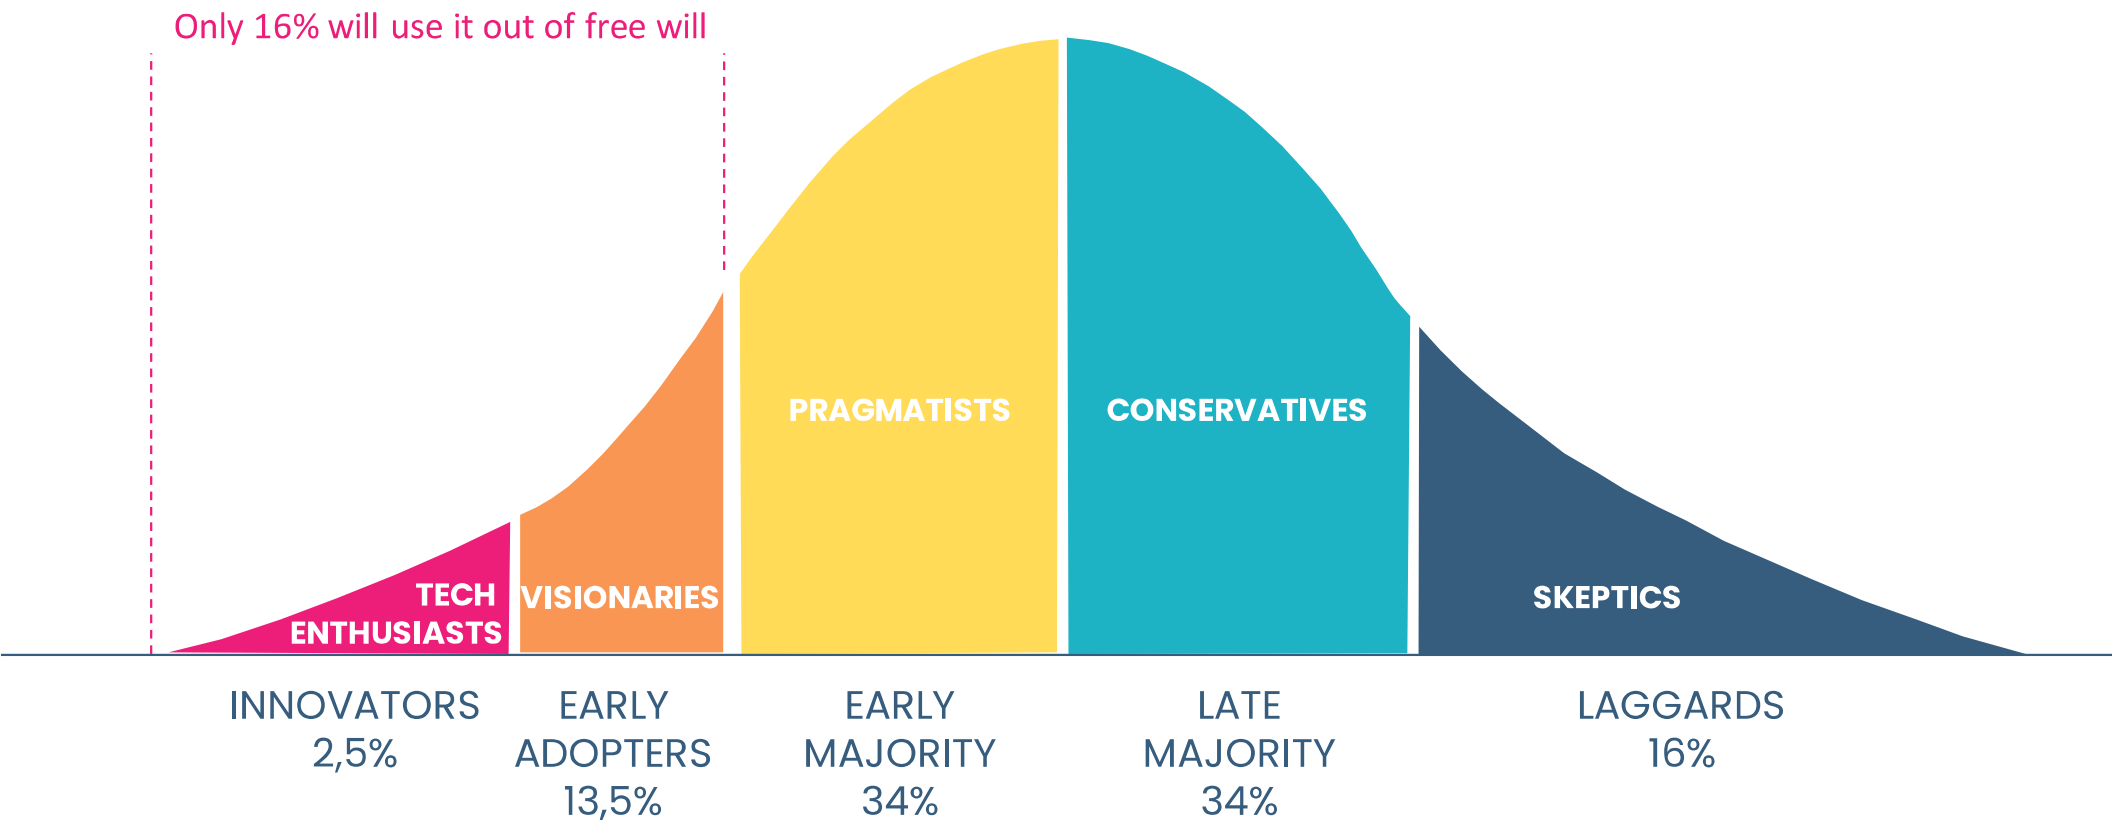 Only 16% will use it out of free will
PRAGMATISTS
CONSERVATIVES
TECH
ENTHUSIASTS
VISIONARIES
SKEPTICS
INNOVATORS
2,5%
EARLY
ADOPTERS
13,5%
EARLY
MAJORITY
34%
LATE
MAJORITY
34%
LAGGARDS
16%